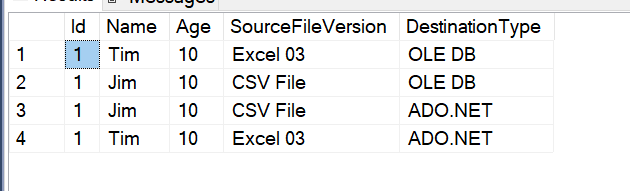 Results Messages
Id Name Age SourceFileVersion DestinationType
1 1 Tim 10 Excel 03 OLE DB
2 1 Jim 10 CSV File OLE DB
3 1 Jim 10 CSV File ADO.NET
4 1 Tim 10 Excel 03 ADO.NET